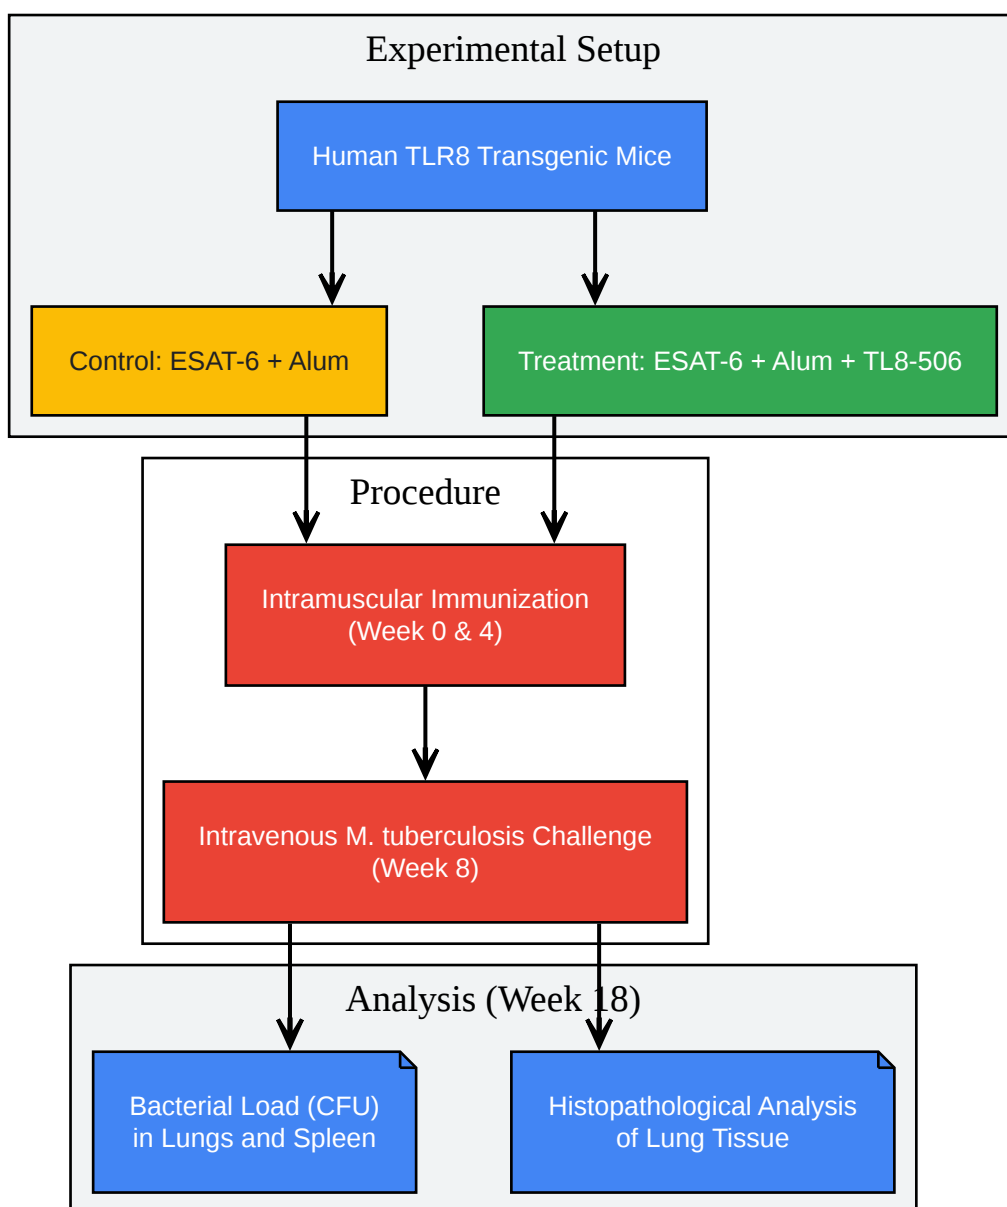 Experimental Setup
Human TLR8 Transgenic Mice
Control: ESAT-6 + Alum
Treatment: ESAT-6 + Alum + TL8-506
Procedure
Intramuscular Immunization
(Week 0 & 4)
Intravenous M. tuberculosis Challenge
(Week 8)
Analysis (Week 18)
Bacterial Load (CFU)
in Lungs and Spleen
Histopathological Analysis
of Lung Tissue